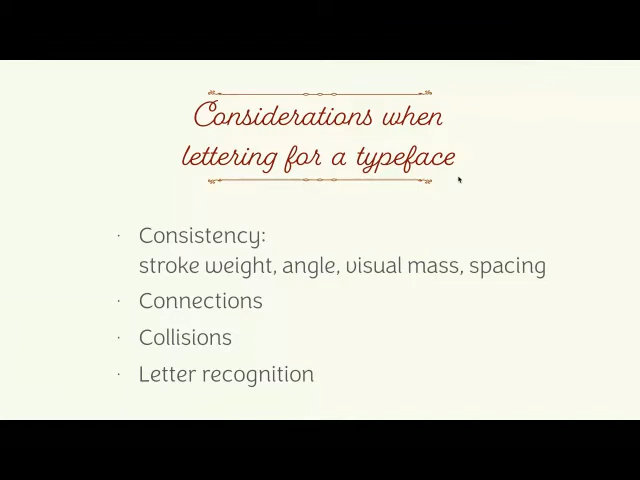 Considerations when
lettering for a typeface
· Consistency:
stroke weight, angle, visual mass, spacing
· Connections
· Collisions
· Letter recognition